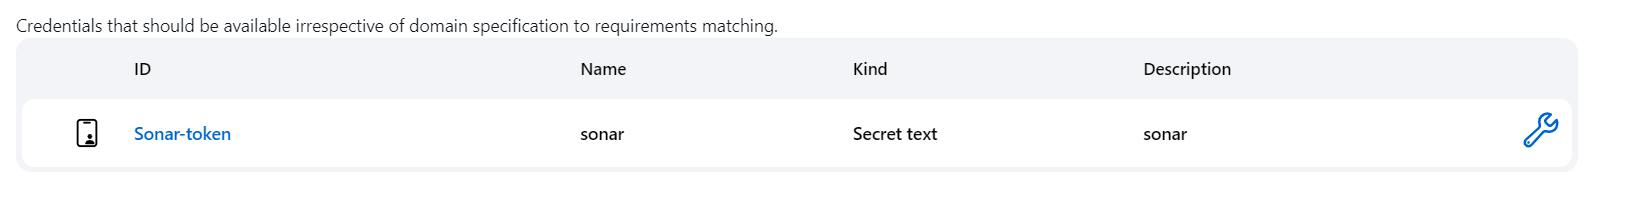 Credentials that should be available irrespective of domain specification to requirements matching.
ID Name Kind Description
Sonar-token sonar Secret text sonar